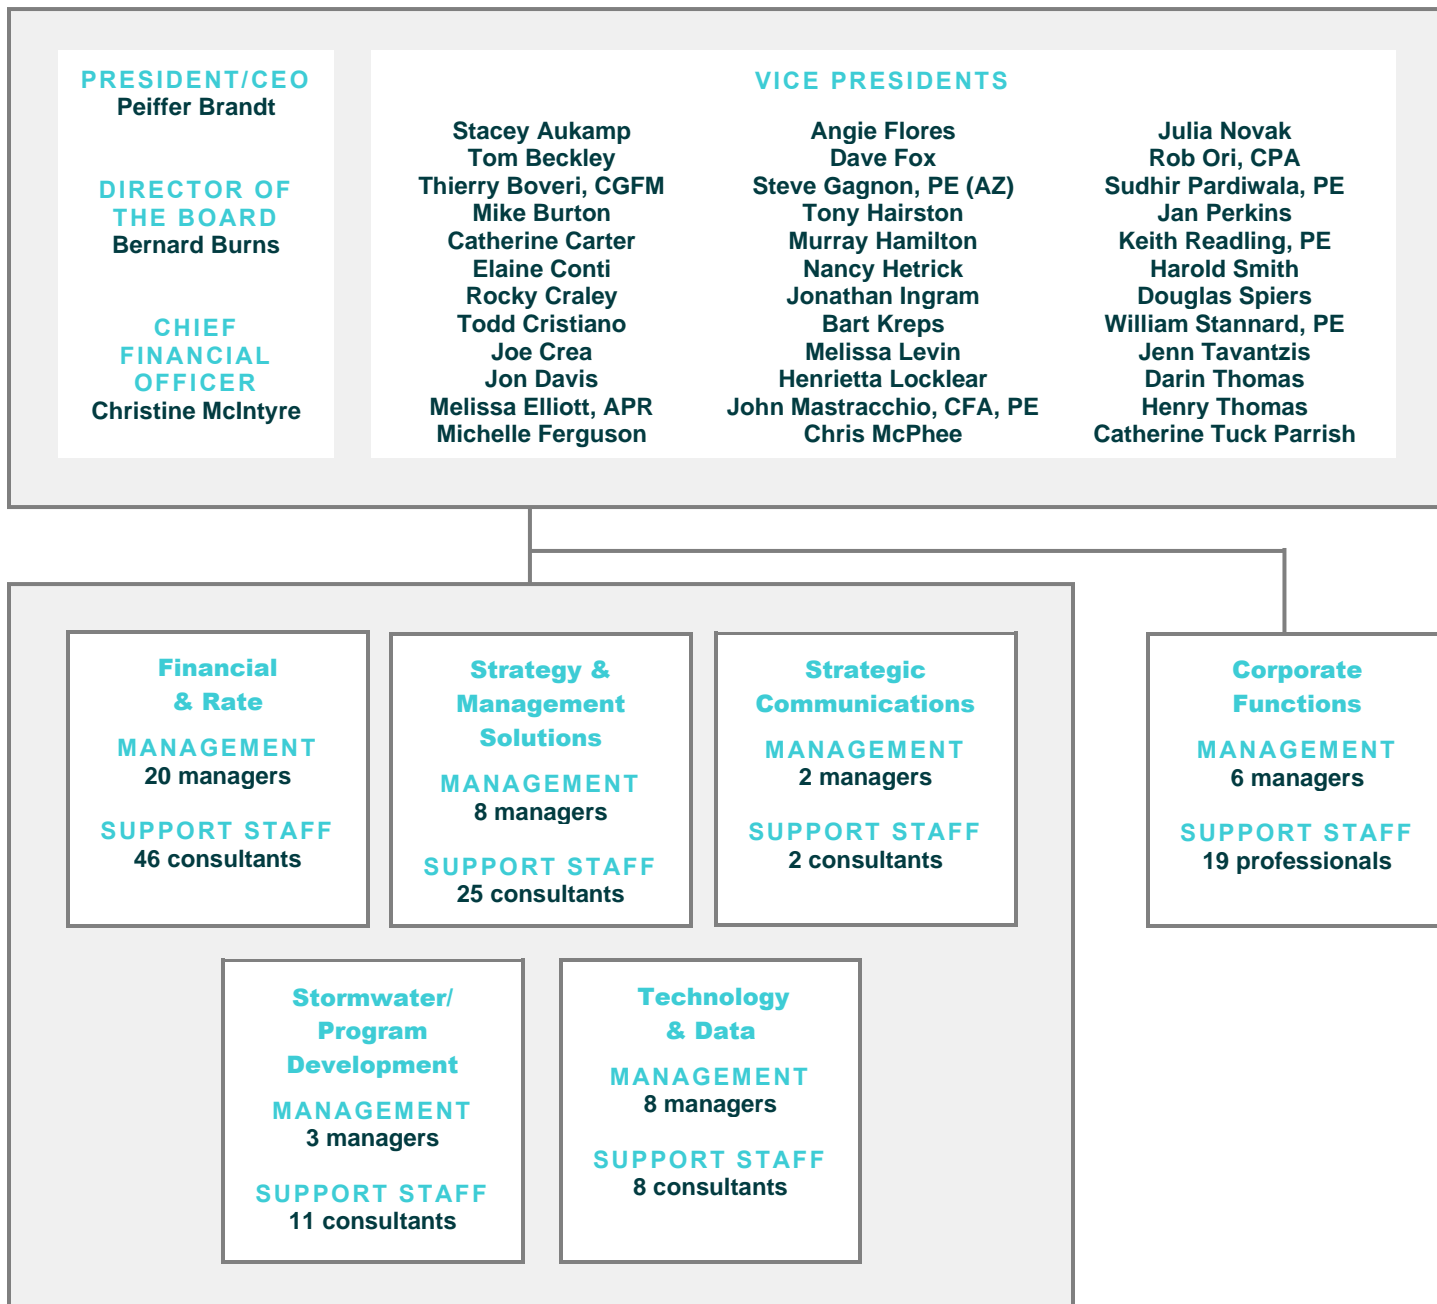 PRESIDENT/CEO
Peiffer Brandt
DIRECTOR OF
THE BOARD
Bernard Burns
CHIEF
FINANCIAL
OFFICER
Christine McIntyre
VICE PRESIDENTS
Stacey Aukamp
Tom Beckley
Thierry Boveri, CGFM
Mike Burton
Catherine Carter
Elaine Conti
Rocky Craley
Todd Cristiano
Joe Crea
Jon Davis
Melissa Elliott, APR
Michelle Ferguson
Angie Flores
Dave Fox
Steve Gagnon, PE (AZ)
Tony Hairston
Murray Hamilton
Nancy Hetrick
Jonathan Ingram
Bart Kreps
Melissa Levin
Henrietta Locklear
John Mastracchio, CFA, PE
Chris McPhee
Julia Novak
Rob Ori, CPA
Sudhir Pardiwala, PE
Jan Perkins
Keith Readling, PE
Harold Smith
Douglas Spiers
William Stannard, PE
Jenn Tavantzis
Darin Thomas
Henry Thomas
Catherine Tuck Parrish
Financial
& Rate
MANAGEMENT
20 managers
SUPPORT STAFF
46 consultants
Strategy &
Management
Solutions
MANAGEMENT
8 managers
SUPPORT STAFF
25 consultants
Strategic
Communications
MANAGEMENT
2 managers
SUPPORT STAFF
2 consultants
Corporate
Functions
MANAGEMENT
6 managers
SUPPORT STAFF
19 professionals
Stormwater/
Program
Development
MANAGEMENT
3 managers
SUPPORT STAFF
11 consultants
Technology
& Data
MANAGEMENT
8 managers
SUPPORT STAFF
8 consultants